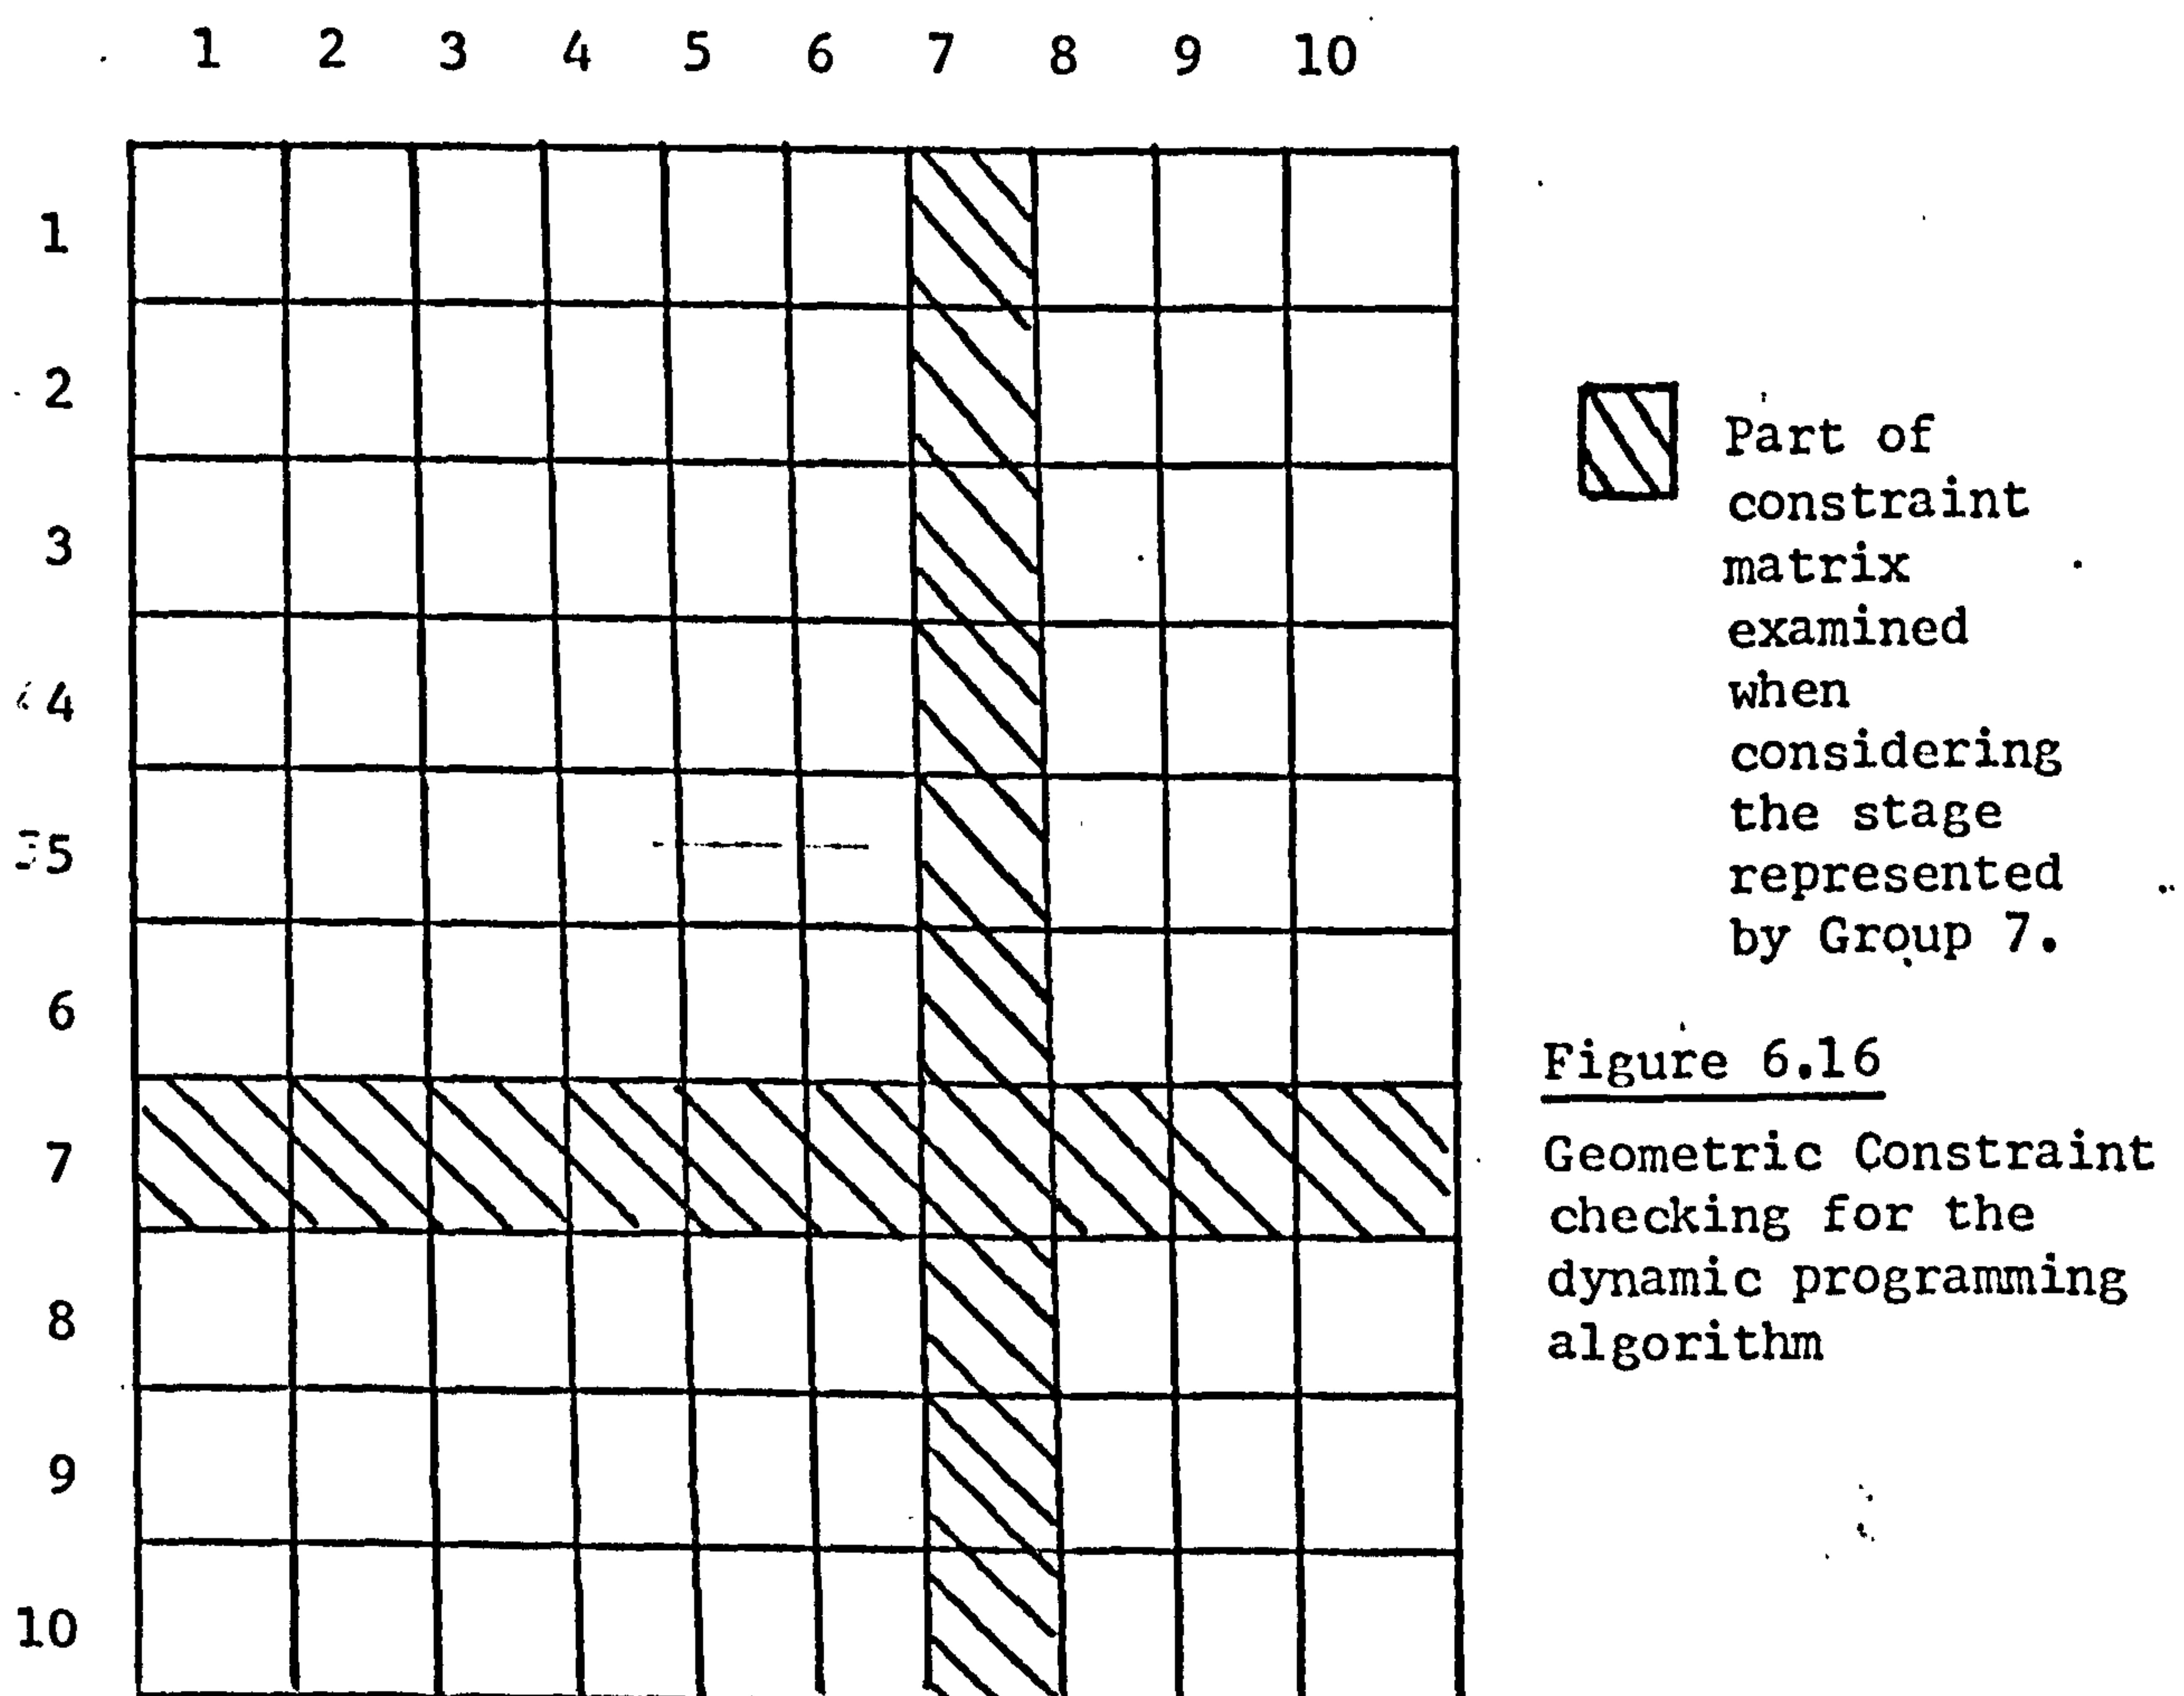 1 2 3 4 5 6 7 8 9 10
1
2
3
4
5
6
7
8
9
10
Part of
constraint
matrix
examined
when
considering
the stage
represented
by Group 7.
Figure 6.16
Geometric Constraint
checking for the
dynamic programming
algorithm